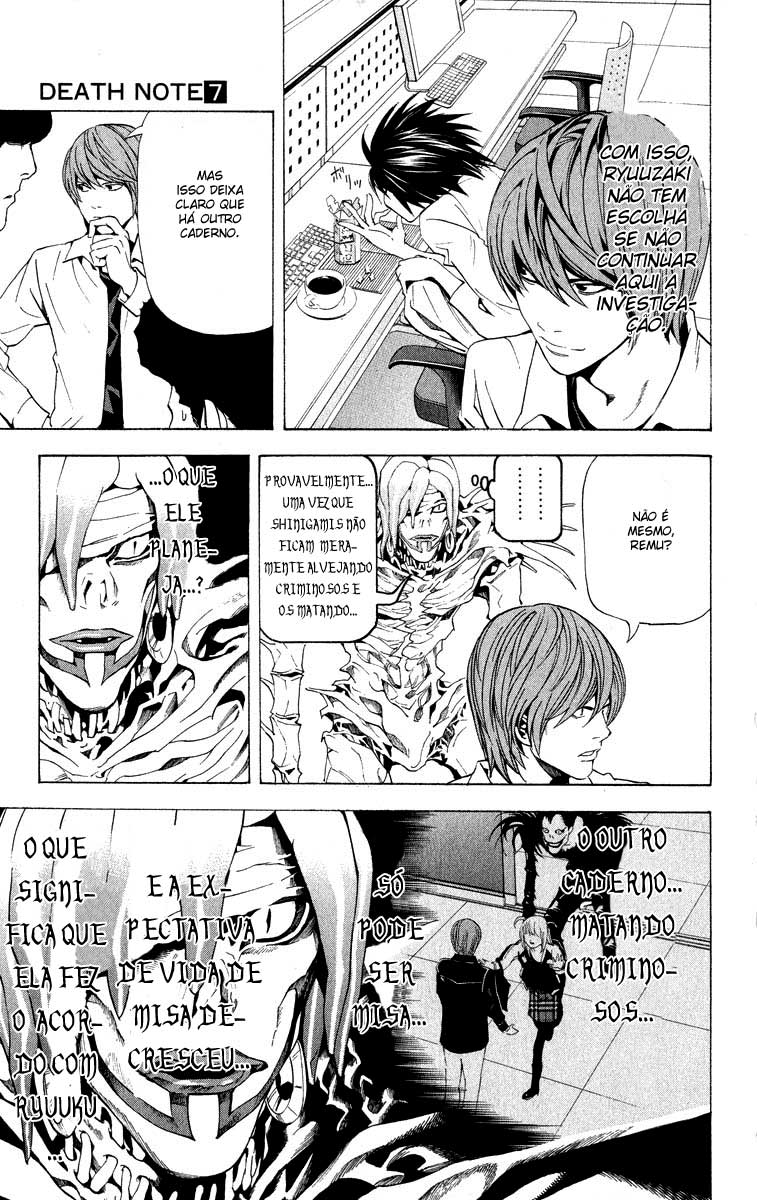 DEATH NOTE 7
COM ISSO,
RYUUZAKI
NÃO TEM
ESCOLHA
SE NÃO
CONTINUAR
AQUI A
INVESTIGA-
ÇÃO.
MAS
ISSO DEIXA
CLARO QUE
HÁ OUTRO
CADERNO.
NÃO É
MESMO,
REMU?
.......
.......
PROVAVELMENTE...
UMA VEZ QUE
SHINIGAMIS NÃO
FICAM MERA-
MENTE ALVEJANDO
CRIMINOSOS E
OS MATANDO...
...O QUE
ELE
PLANE-
JA...?
O OUTRO
CADERNO...
MATANDO
CRIMINO-
SOS...
SÓ
PODE
SER
MISA...
E A EX-
PECTATIVA
DE VIDA DE
MISA DE-
CRESCEU...
O QUE
SIGNI-
FICA QUE
ELA FEZ
O ACOR-
DO COM
RYUUKU
...